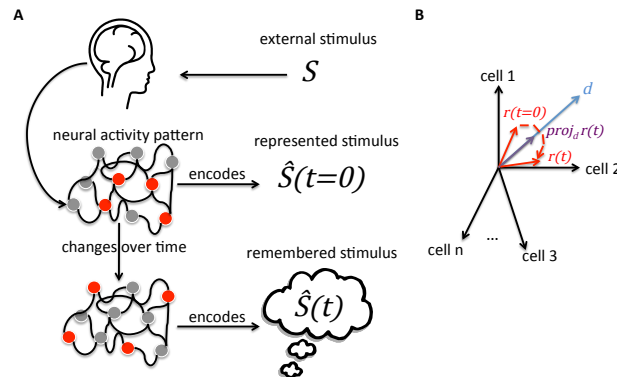 A
external stimulus
S
neural activity pattern
represented stimulus
encodes
Ŝ(t=0)
changes over time
remembered stimulus
encodes
Ŝ(t)
B
cell 1
d
r(t=0)
proj_d r(t)
r(t)
cell 2
cell n
...
cell 3